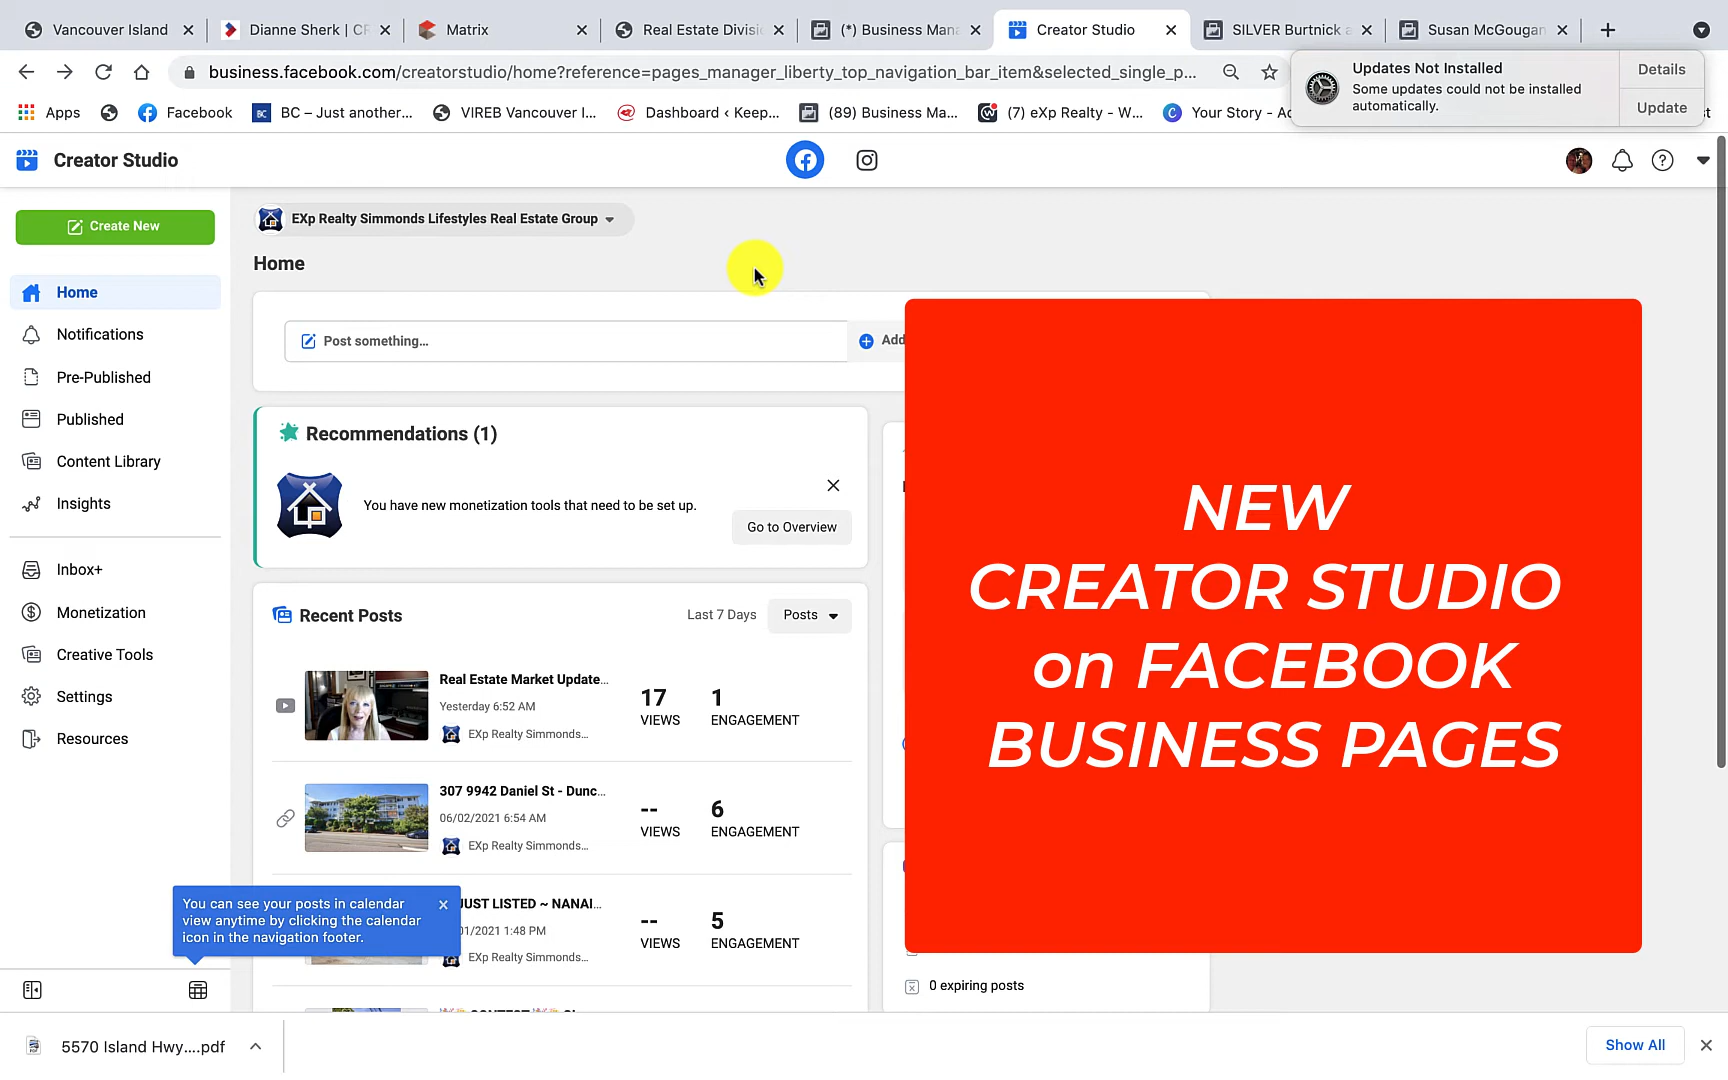 Vancouver Island
Dianne Sherk | CR
Matrix
Real Estate Divisi
(*) Business Mana
Creator Studio
SILVER Burtnick a
Susan McGougan
business.facebook.com/creatorstudio/home?reference=pages_manager_liberty_top_navigation_bar_item&selected_single_p...
Updates Not Installed
Some updates could not be installed
automatically.
Details
Update
Apps
Facebook
BC – Just another...
VIREB Vancouver I...
Dashboard ‹ Keep...
(89) Business Ma...
(7) eXp Realty - W...
Your Story - Ac
Creator Studio
Create New
EXp Realty Simmonds Lifestyles Real Estate Group
Home
Home
Notifications
Pre-Published
Published
Content Library
Insights
Inbox+
Monetization
Creative Tools
Settings
Resources
Post something...
Add
Recommendations (1)
You have new monetization tools that need to be set up.
Go to Overview
Recent Posts
Last 7 Days
Posts
Real Estate Market Update...
Yesterday 6:52 AM
EXp Realty Simmonds...
17
VIEWS
1
ENGAGEMENT
307 9942 Daniel St - Dunc...
06/02/2021 6:54 AM
EXp Realty Simmonds...
--
VIEWS
6
ENGAGEMENT
JUST LISTED ~ NANAI...
01/2021 1:48 PM
EXp Realty Simmonds...
--
VIEWS
5
ENGAGEMENT
You can see your posts in calendar
view anytime by clicking the calendar
icon in the navigation footer.
NEW
CREATOR STUDIO
on FACEBOOK
BUSINESS PAGES
0 expiring posts
5570 Island Hwy....pdf
Show All